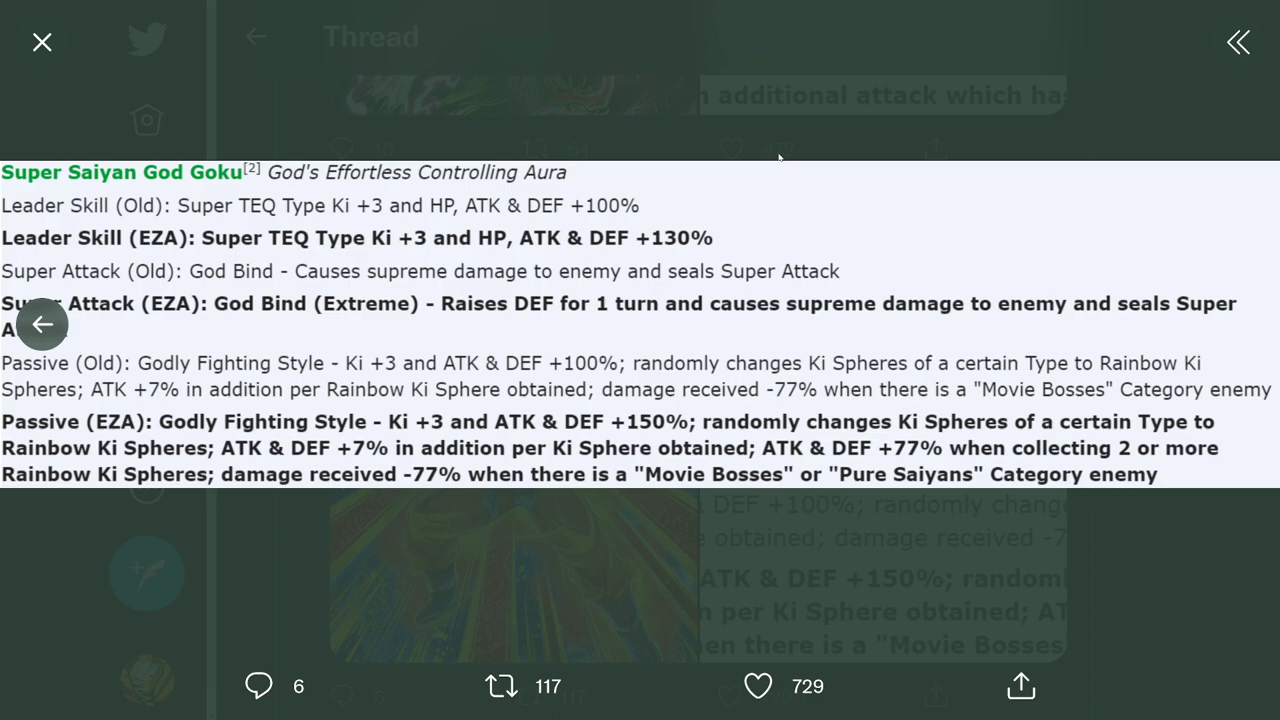 Thread
n additional attack which has
Super Saiyan God Goku[2] God's Effortless Controlling Aura
Leader Skill (Old): Super TEQ Type Ki +3 and HP, ATK & DEF +100%
Leader Skill (EZA): Super TEQ Type Ki +3 and HP, ATK & DEF +130%
Super Attack (Old): God Bind - Causes supreme damage to enemy and seals Super Attack
Attack (EZA): God Bind (Extreme) - Raises DEF for 1 turn and causes supreme damage to enemy and seals Super
Passive (Old): Godly Fighting Style - Ki +3 and ATK & DEF +100%; randomly changes Ki Spheres of a certain Type to Rainbow Ki
Spheres; ATK +7% in addition per Rainbow Ki Sphere obtained; damage received -77% when there is a "Movie Bosses" Category enemy
Passive (EZA): Godly Fighting Style - Ki +3 and ATK & DEF +150%; randomly changes Ki Spheres of a certain Type to
Rainbow Ki Spheres; ATK & DEF +7% in addition per Ki Sphere obtained; ATK & DEF +77% when collecting 2 or more
Rainbow Ki Spheres; damage received -77% when there is a "Movie Bosses" or "Pure Saiyans" Category enemy
DEF +100%; randomly change
obtained; damage received -7
ATK & DEF +150%; randoml
n per Ki Sphere obtained; AT
en there is a "Movie Bosses"
6
117
729